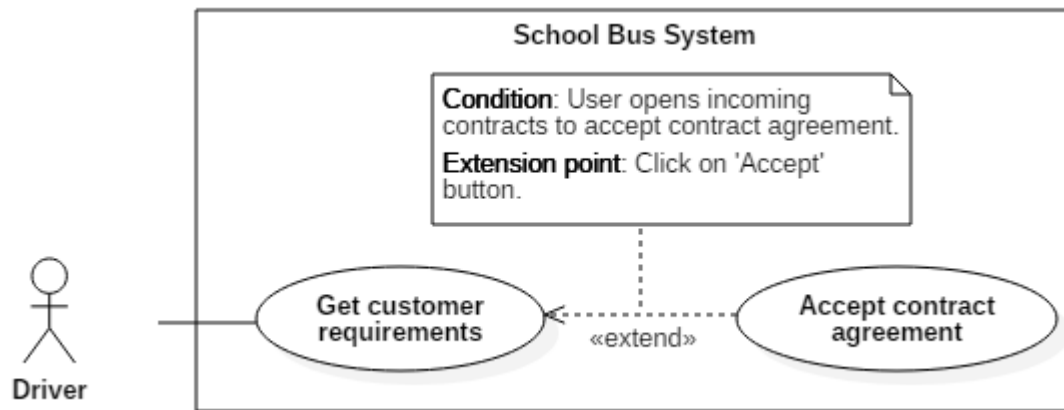 School Bus System
Condition: User opens incoming
contracts to accept contract agreement.
Extension point: Click on 'Accept'
button.
Get customer
requirements
«extend»
Accept contract
agreement
Driver